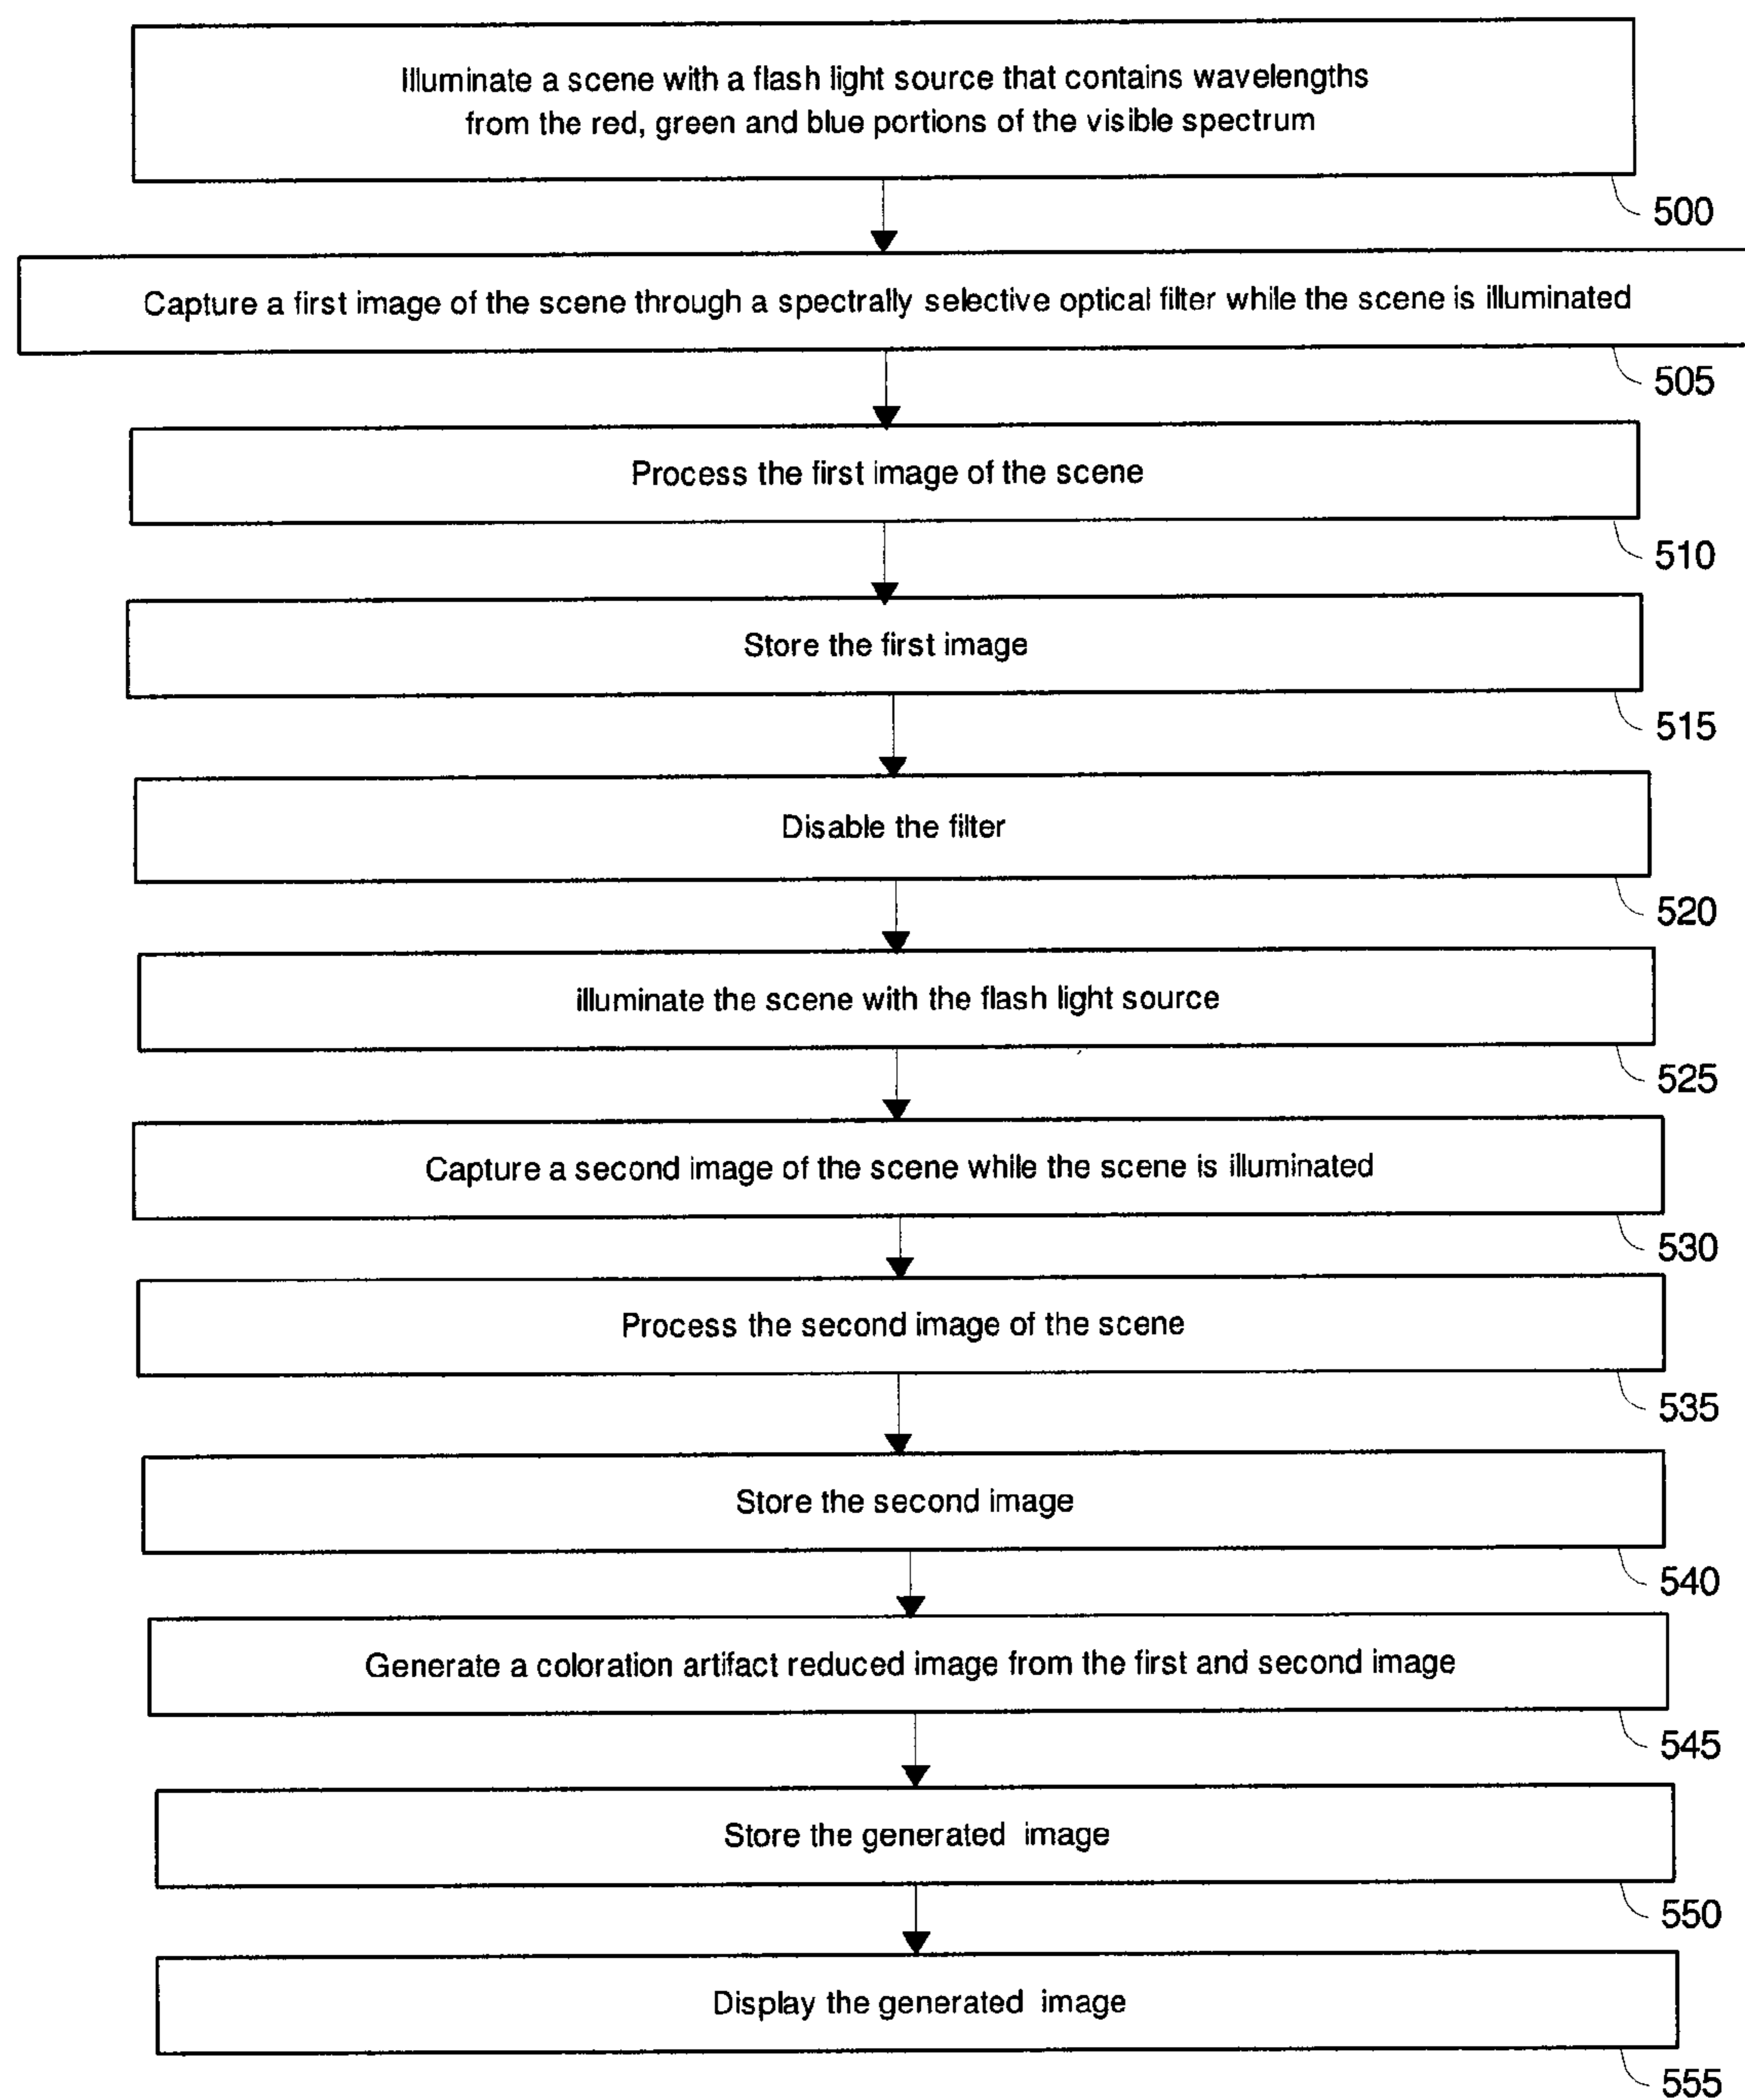 Illuminate a scene with a flash light source that contains wavelengths
from the red, green and blue portions of the visible spectrum
500
Capture a first image of the scene through a spectrally selective optical filter while the scene is illuminated
505
Process the first image of the scene
510
Store the first image
515
Disable the filter
520
illuminate the scene with the flash light source
525
Capture a second image of the scene while the scene is illuminated
530
Process the second image of the scene
535
Store the second image
540
Generate a coloration artifact reduced image from the first and second image
545
Store the generated image
550
Display the generated image
555